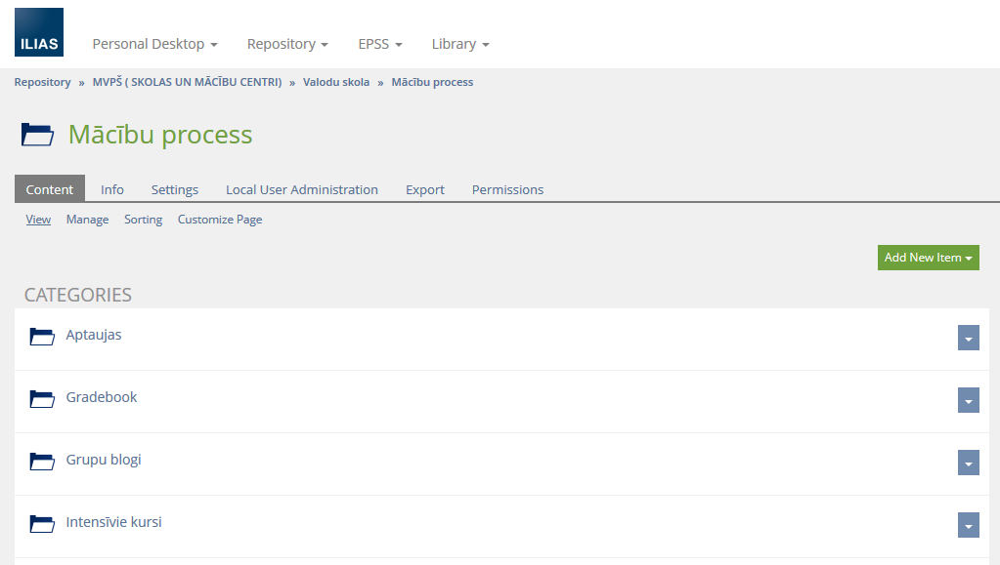 ILIAS
Personal Desktop Repository EPSS Library
Repository » MVPŠ ( SKOLAS UN MĀCĪBU CENTRI) » Valodu skola » Mācību process
Mācību process
Content Info Settings Local User Administration Export Permissions
View Manage Sorting Customize Page
Add New Item
CATEGORIES
Aptaujas
Gradebook
Grupu blogi
Intensīvie kursi